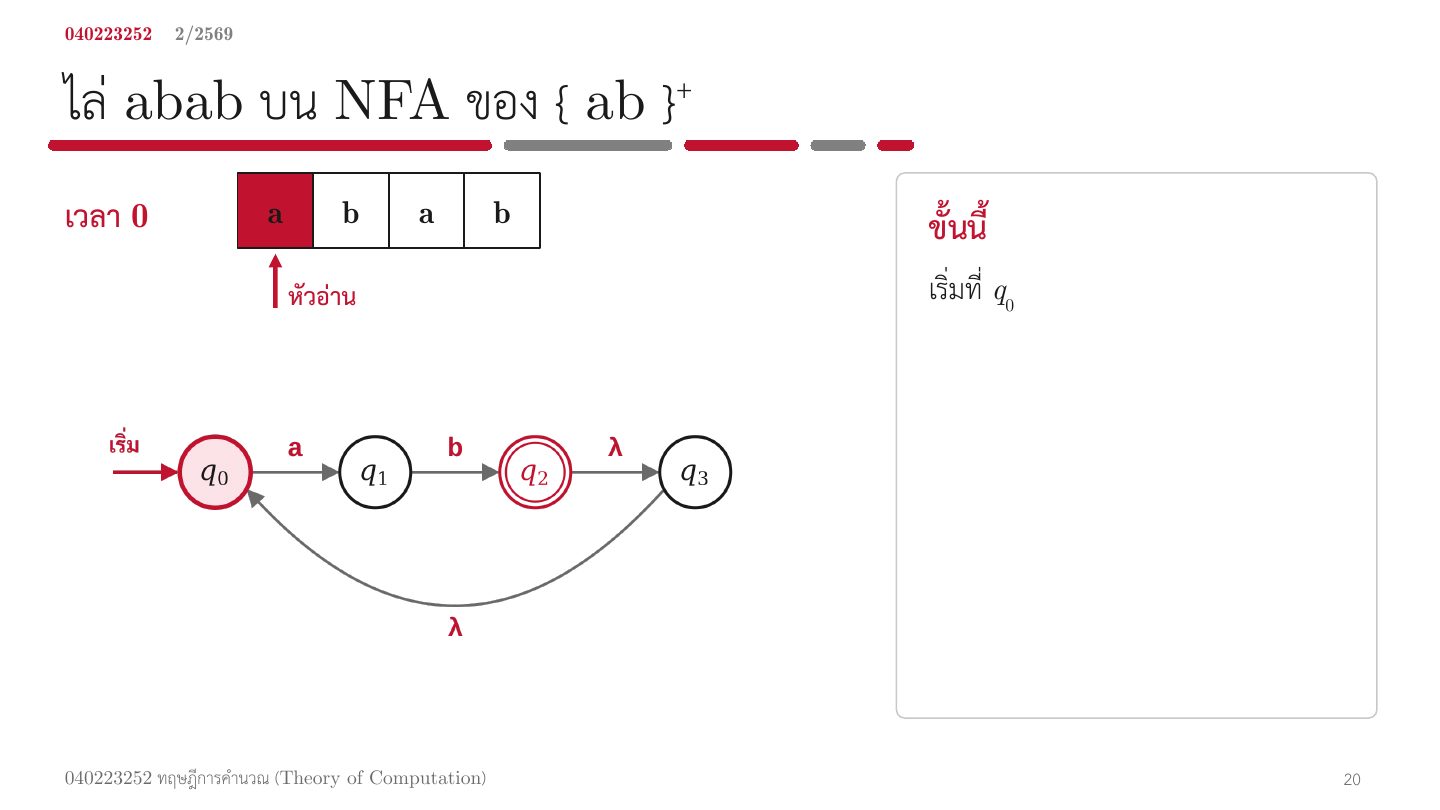 040223252 2/2569
ไล่ abab บน NFA ของ { ab }⁺
เวลา 0
a b a b
หัวอ่าน
ขั้นนี้
เริ่มที่ q₀
เริ่ม
a b λ
q₀ q₁ q₂ q₃
λ
040223252 ทฤษฎีการคำนวณ (Theory of Computation)
20